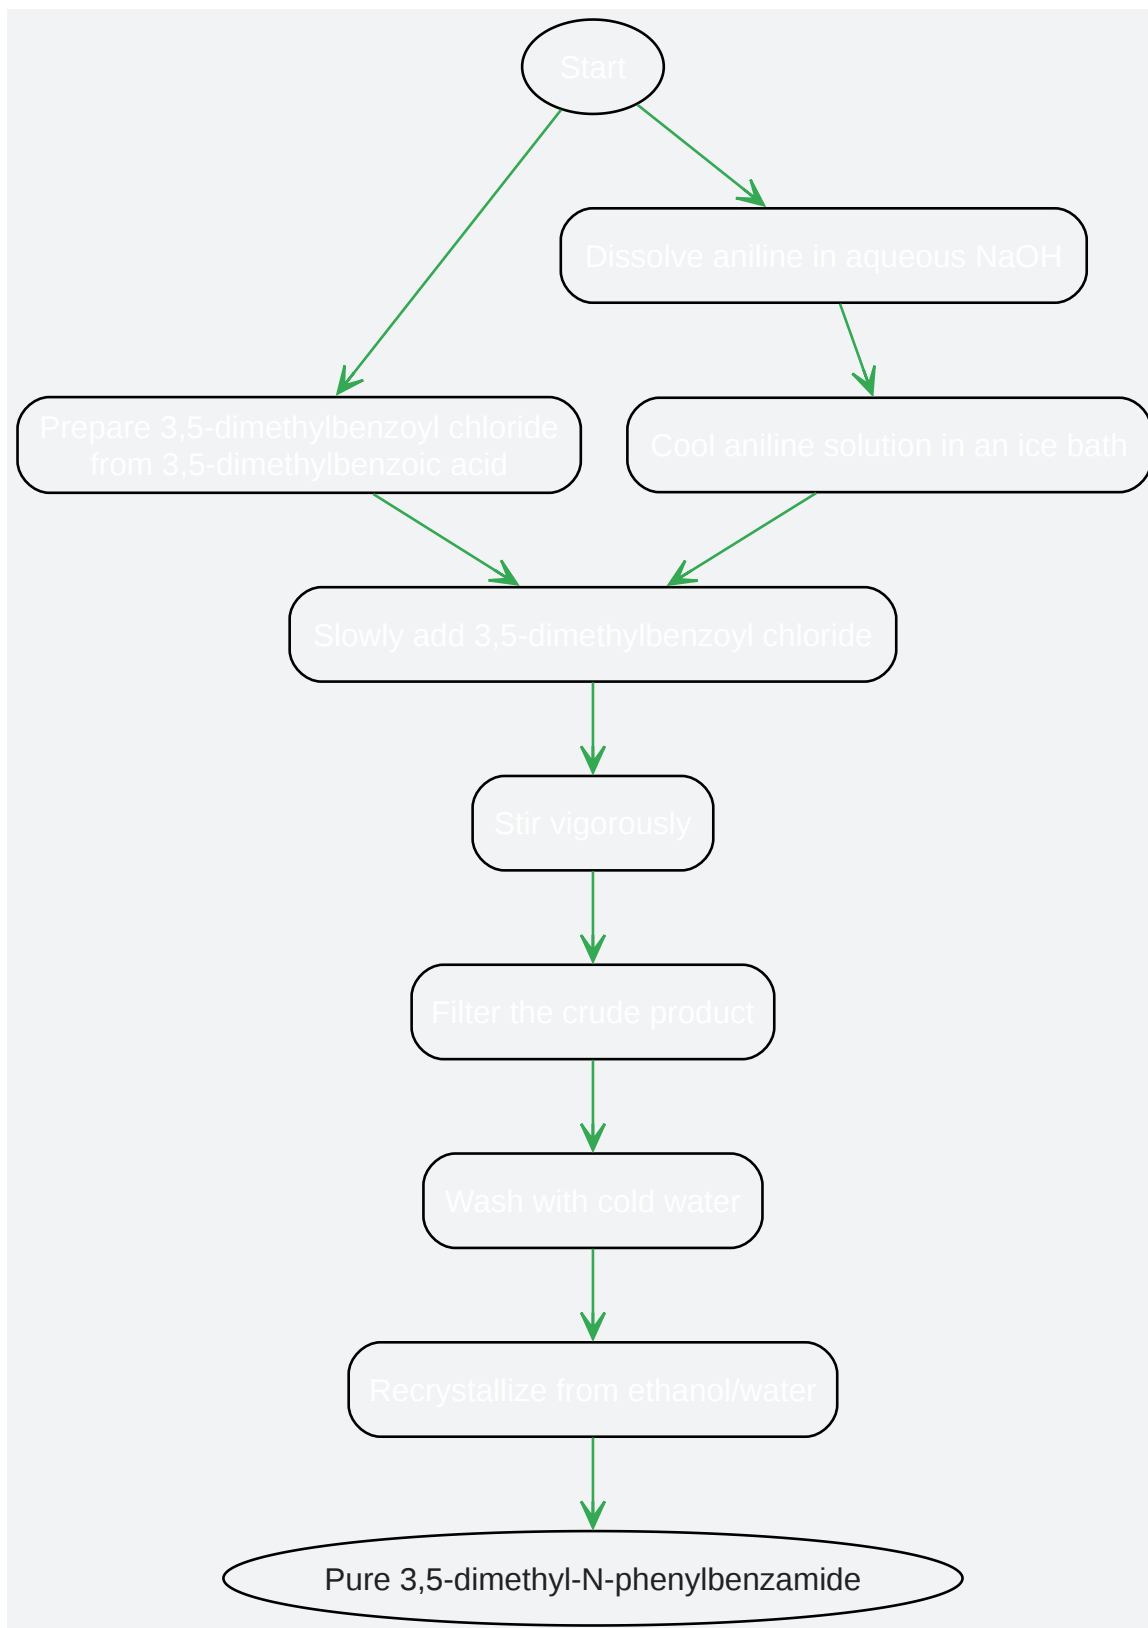 Start
Dissolve aniline in aqueous NaOH
Prepare 3,5-dimethylbenzoyl chloride
from 3,5-dimethylbenzoic acid
Cool aniline solution in an ice bath
Slowly add 3,5-dimethylbenzoyl chloride
Stir vigorously
Filter the crude product
Wash with cold water
Recrystallize from ethanol/water
Pure 3,5-dimethyl-N-phenylbenzamide